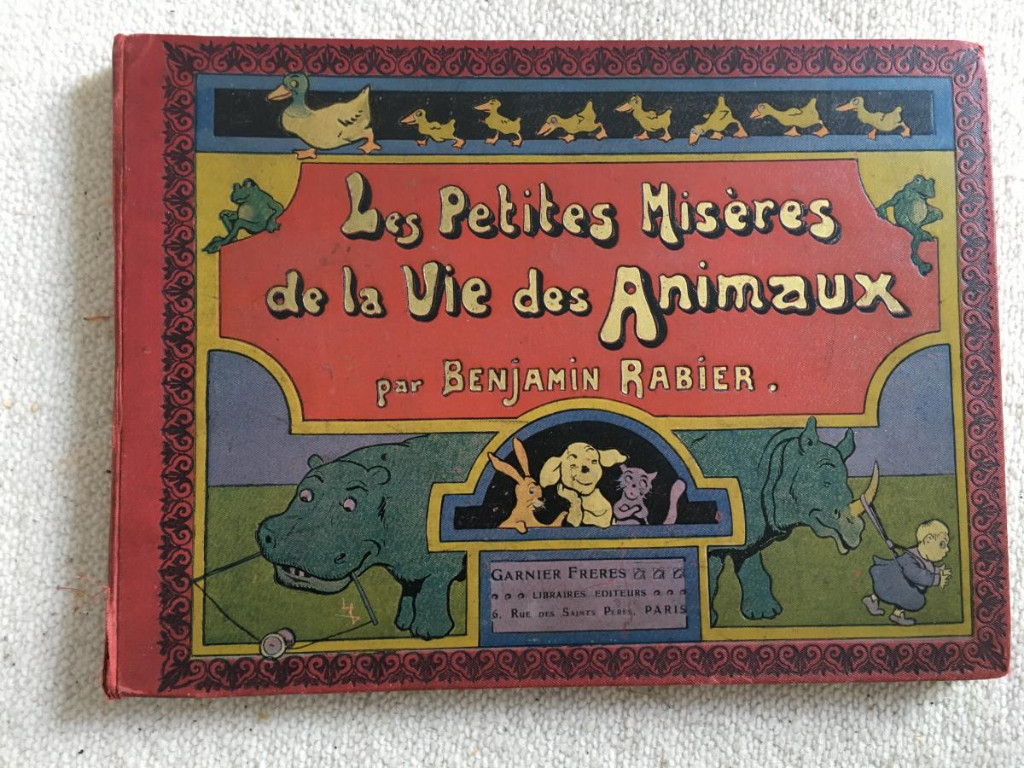 Les Petites Misères
de la Vie des Animaux
par BENJAMIN RABIER.
GARNIER FRERES
LIBRAIRES EDITEURS
6, RUE DES SAINTS PERES, PARIS